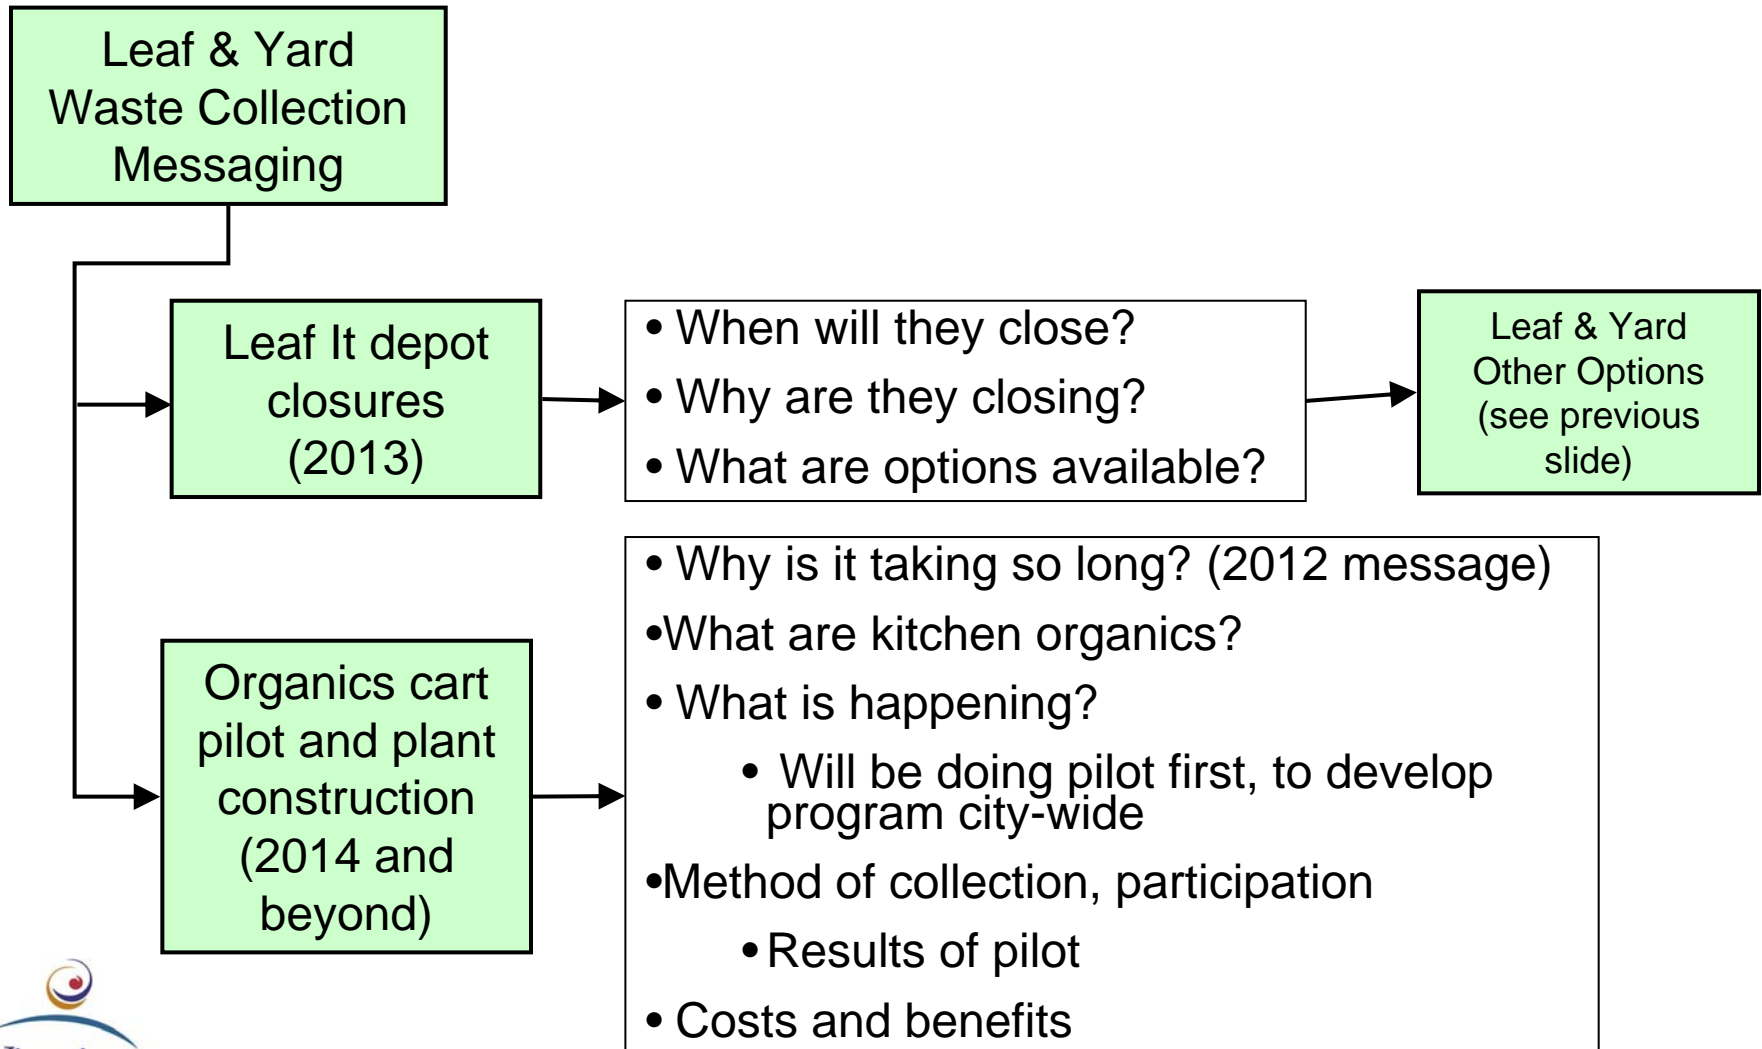 Leaf & Yard
Waste Collection
Messaging
Leaf It depot
closures
(2013)
• When will they close?
• Why are they closing?
• What are options available?
Leaf & Yard
Other Options
(see previous
slide)
Organics cart
pilot and plant
construction
(2014 and
beyond)
• Why is it taking so long? (2012 message)
•What are kitchen organics?
• What is happening?
• Will be doing pilot first, to develop
program city-wide
•Method of collection, participation
• Results of pilot
• Costs and benefits